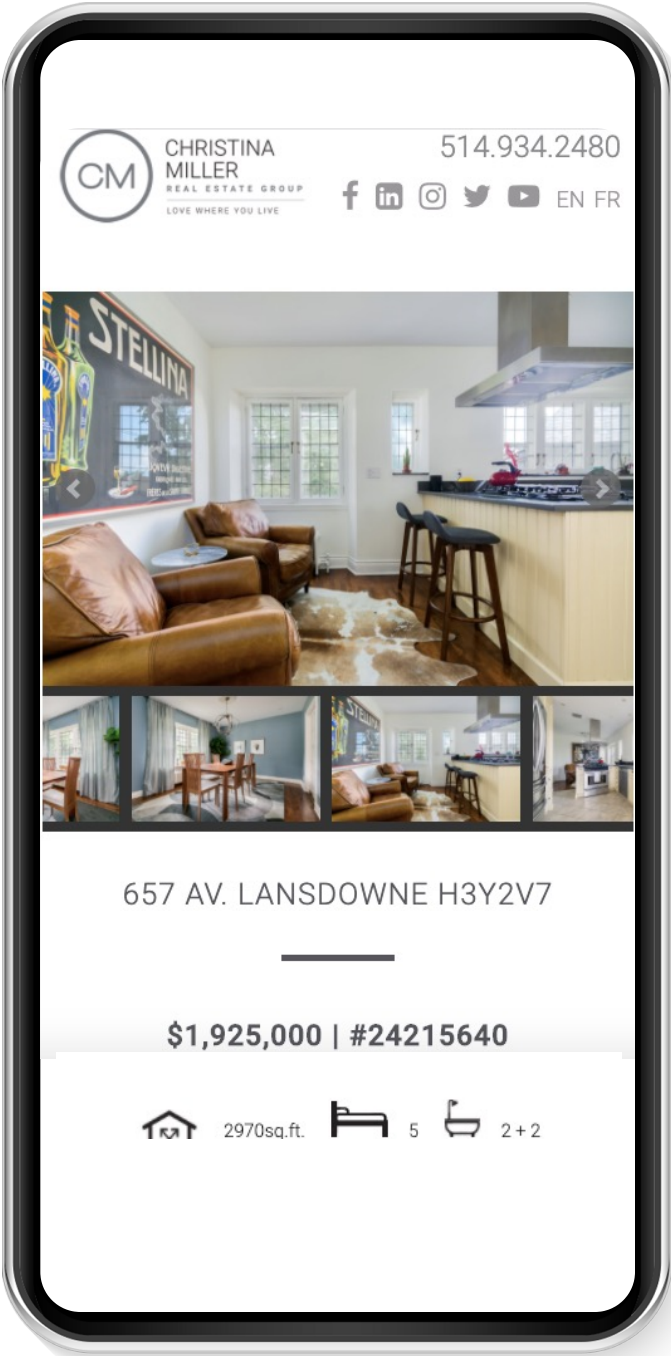 CHRISTINA
MILLER
REAL ESTATE GROUP
LOVE WHERE YOU LIVE
CM
514.934.2480
f in EN FR
STELLINA
657 AV. LANSDOWNE H3Y2V7
$1,925,000 | #24215640
2970sq.ft. 5 2 + 2